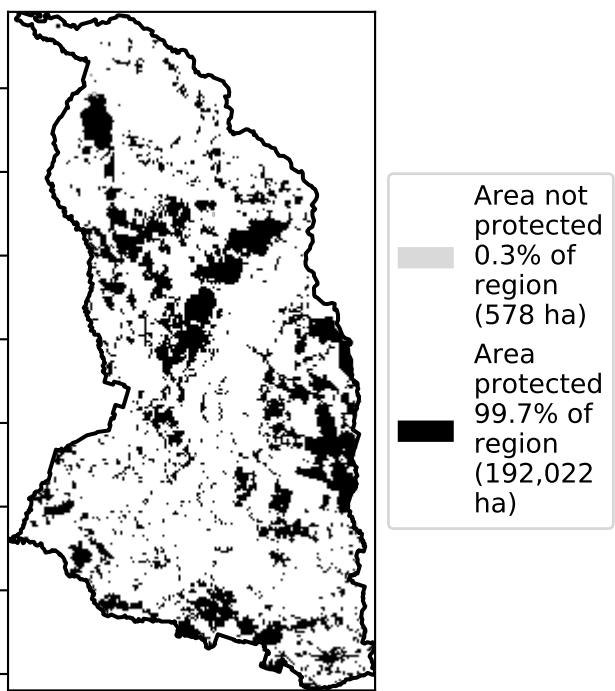 Area not
protected
0.3% of
region
(578 ha)
Area
protected
99.7% of
region
(192,022
ha)